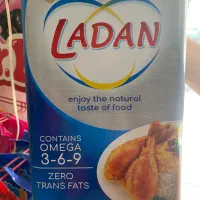 LADAN
enjoy the natural
taste of food
CONTAINS
OMEGA
3-6-9
ZERO
TRANS FATS